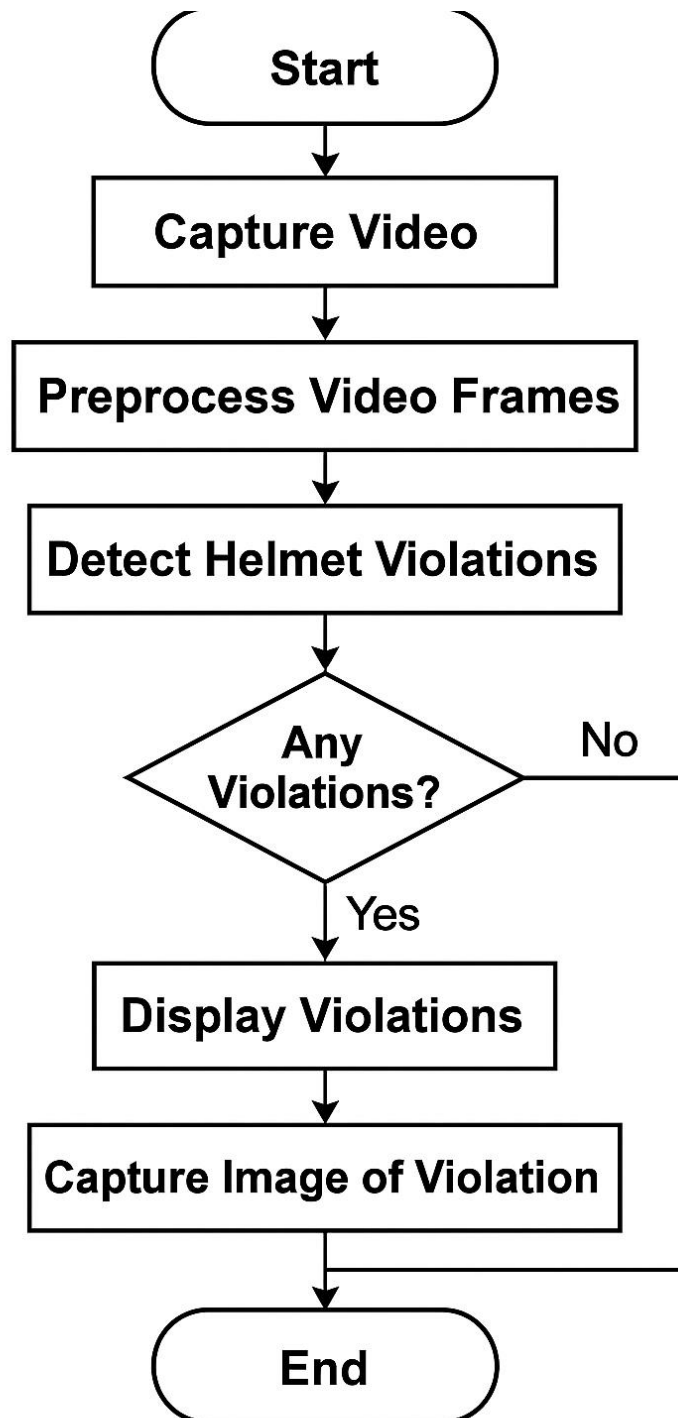 Start
Capture Video
Preprocess Video Frames
Detect Helmet Violations
Any
Violations?
No
Yes
Display Violations
Capture Image of Violation
End